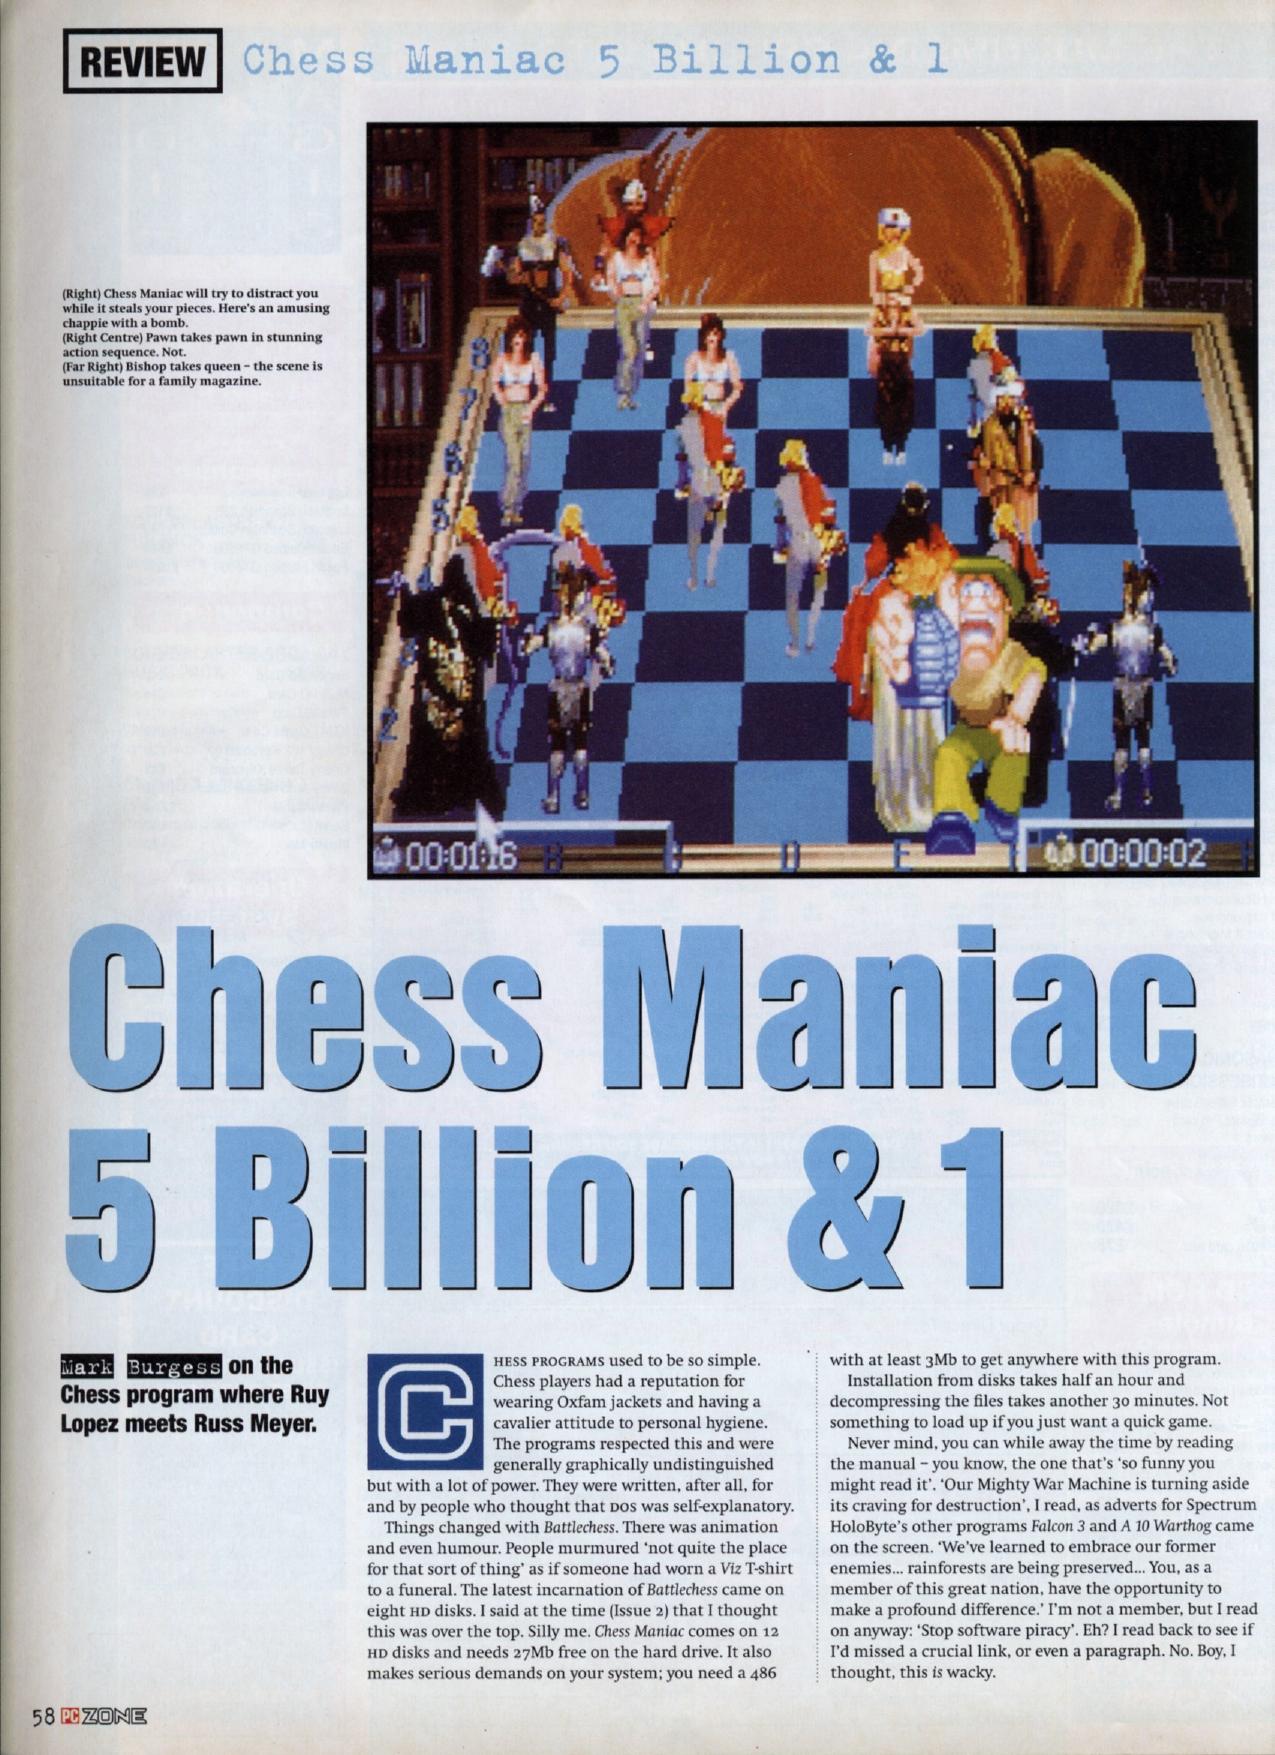 REVIEW Chess Maniac 5 Billion & 1
(Right) Chess Maniac will try to distract you
while it steals your pieces. Here's an amusing
chappie with a bomb.
(Right Centre) Pawn takes pawn in stunning
action sequence. Not.
(Far Right) Bishop takes queen – the scene is
unsuitable for a family magazine.
8
7
6
5
4
3
2
00:01:16 B C D E F 00:00:02 H
Chess Maniac
5 Billion & 1
Mark Burgess on the
Chess program where Ruy
Lopez meets Russ Meyer.
CHESS PROGRAMS used to be so simple.
Chess players had a reputation for
wearing Oxfam jackets and having a
cavalier attitude to personal hygiene.
The programs respected this and were
generally graphically undistinguished
but with a lot of power. They were written, after all, for
and by people who thought that DOS was self-explanatory.
Things changed with Battlechess. There was animation
and even humour. People murmured 'not quite the place
for that sort of thing' as if someone had worn a Viz T-shirt
to a funeral. The latest incarnation of Battlechess came on
eight HD disks. I said at the time (Issue 2) that I thought
this was over the top. Silly me. Chess Maniac comes on 12
HD disks and needs 27Mb free on the hard drive. It also
makes serious demands on your system; you need a 486
with at least 3Mb to get anywhere with this program.
Installation from disks takes half an hour and
decompressing the files takes another 30 minutes. Not
something to load up if you just want a quick game.
Never mind, you can while away the time by reading
the manual – you know, the one that's 'so funny you
might read it'. 'Our Mighty War Machine is turning aside
its craving for destruction', I read, as adverts for Spectrum
HoloByte's other programs Falcon 3 and A 10 Warthog came
on the screen. 'We've learned to embrace our former
enemies... rainforests are being preserved... You, as a
member of this great nation, have the opportunity to
make a profound difference.' I'm not a member, but I read
on anyway: 'Stop software piracy'. Eh? I read back to see if
I'd missed a crucial link, or even a paragraph. No. Boy, I
thought, this is wacky.
58 PC ZONE